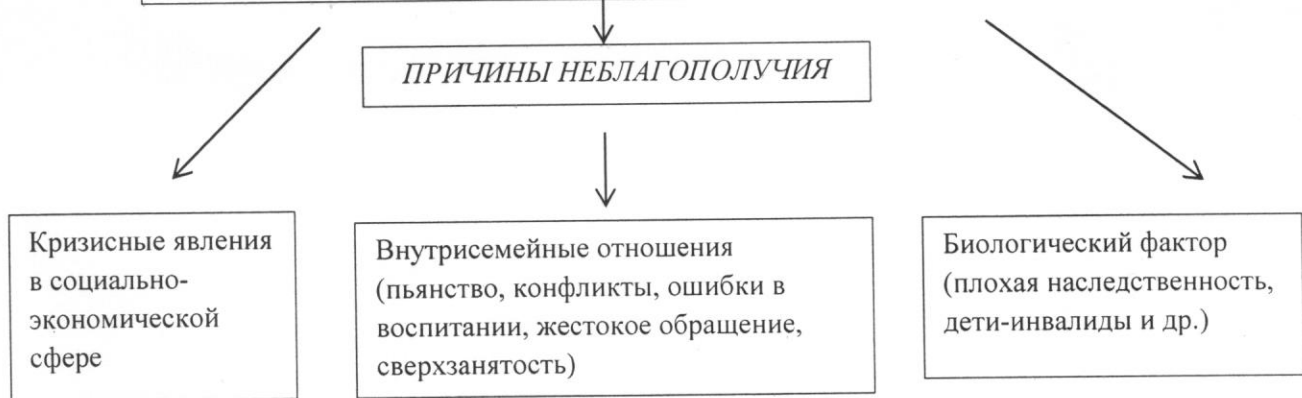 ПРИЧИНЫ НЕБЛАГОПОЛУЧИЯ
Кризисные явления
в социально-
экономической
сфере
Внутрисемейные отношения
(пьянство, конфликты, ошибки в
воспитании, жестокое обращение,
сверхзанятость)
Биологический фактор
(плохая наследственность,
дети-инвалиды и др.)